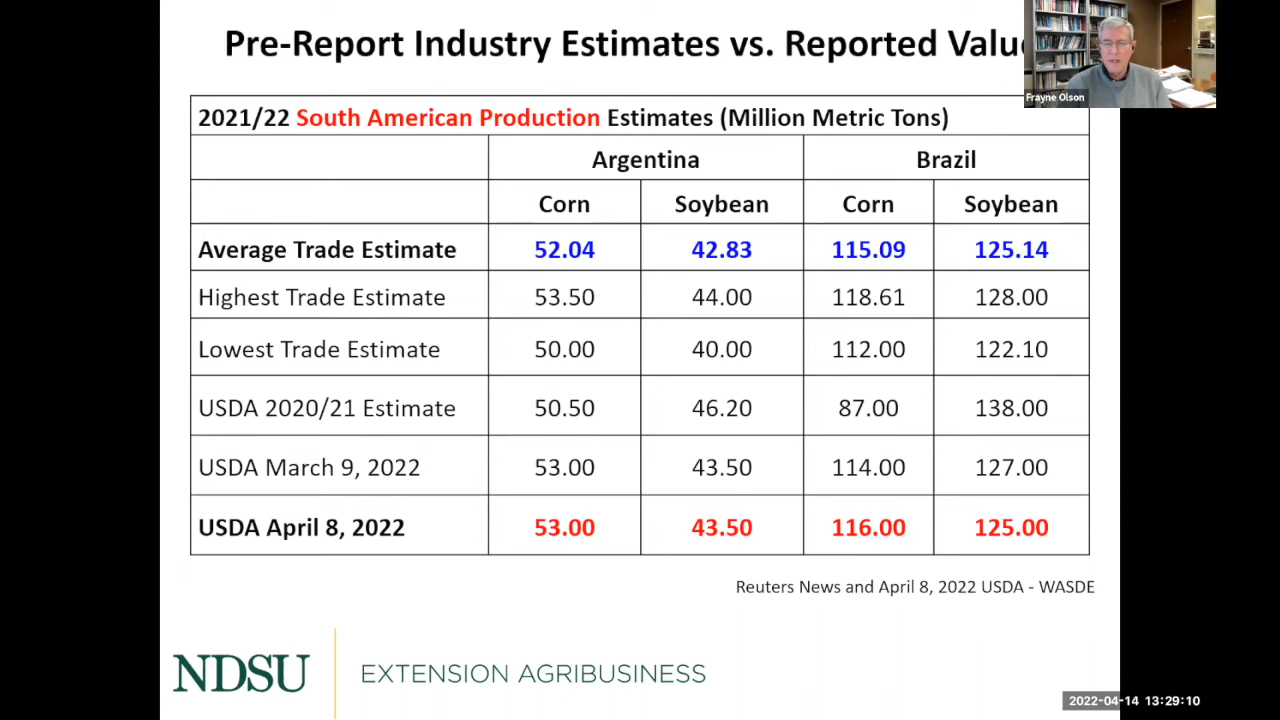 Pre-Report Industry Estimates vs. Reported
Frayne Olson
2021/22 South American Production Estimates (Million Metric Tons)
Argentina Brazil
Corn Soybean Corn Soybean
Average Trade Estimate 52.04 42.83 115.09 125.14
Highest Trade Estimate 53.50 44.00 118.61 128.00
Lowest Trade Estimate 50.00 40.00 112.00 122.10
USDA 2020/21 Estimate 50.50 46.20 87.00 138.00
USDA March 9, 2022 53.00 43.50 114.00 127.00
USDA April 8, 2022 53.00 43.50 116.00 125.00
Reuters News and April 8, 2022 USDA - WASDE
NDSU EXTENSION AGRIBUSINESS
2022-04-14 13:29:10